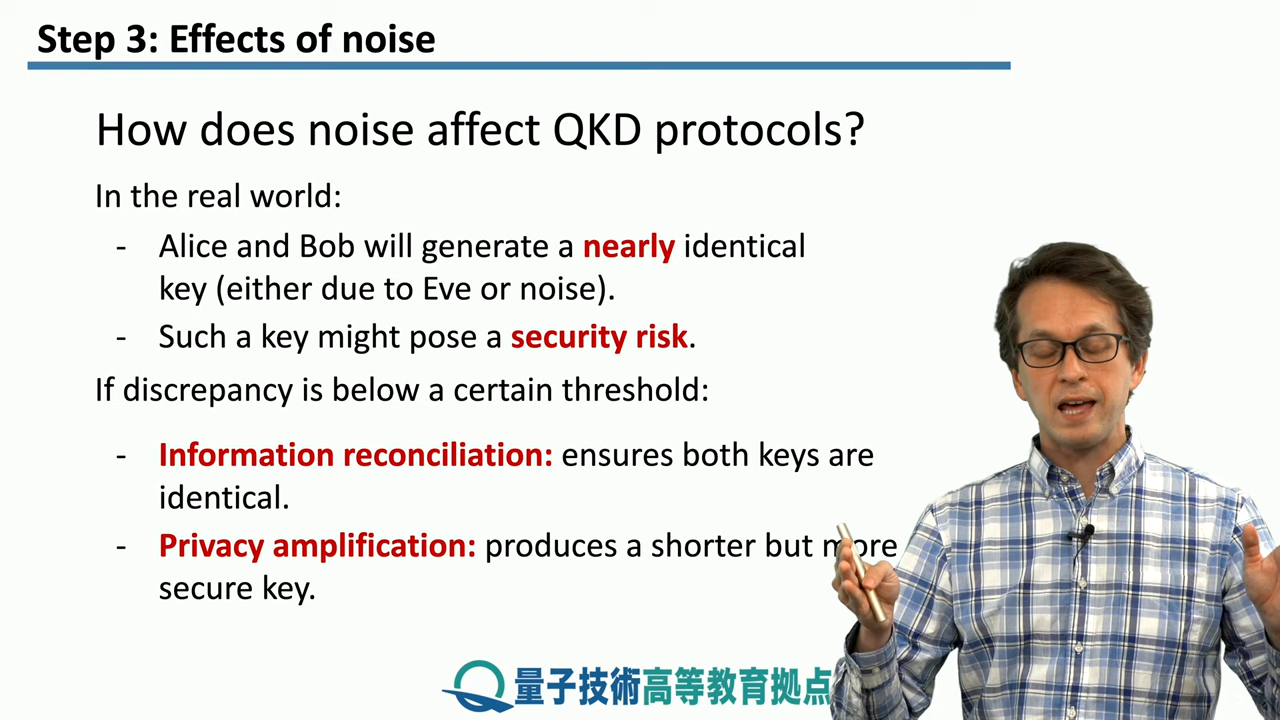 Step 3: Effects of noise
How does noise affect QKD protocols?
In the real world:
- Alice and Bob will generate a nearly identical
key (either due to Eve or noise).
- Such a key might pose a security risk.
If discrepancy is below a certain threshold:
- Information reconciliation: ensures both keys are
identical.
- Privacy amplification: produces a shorter but more
secure key.
量子技術高等教育拠点